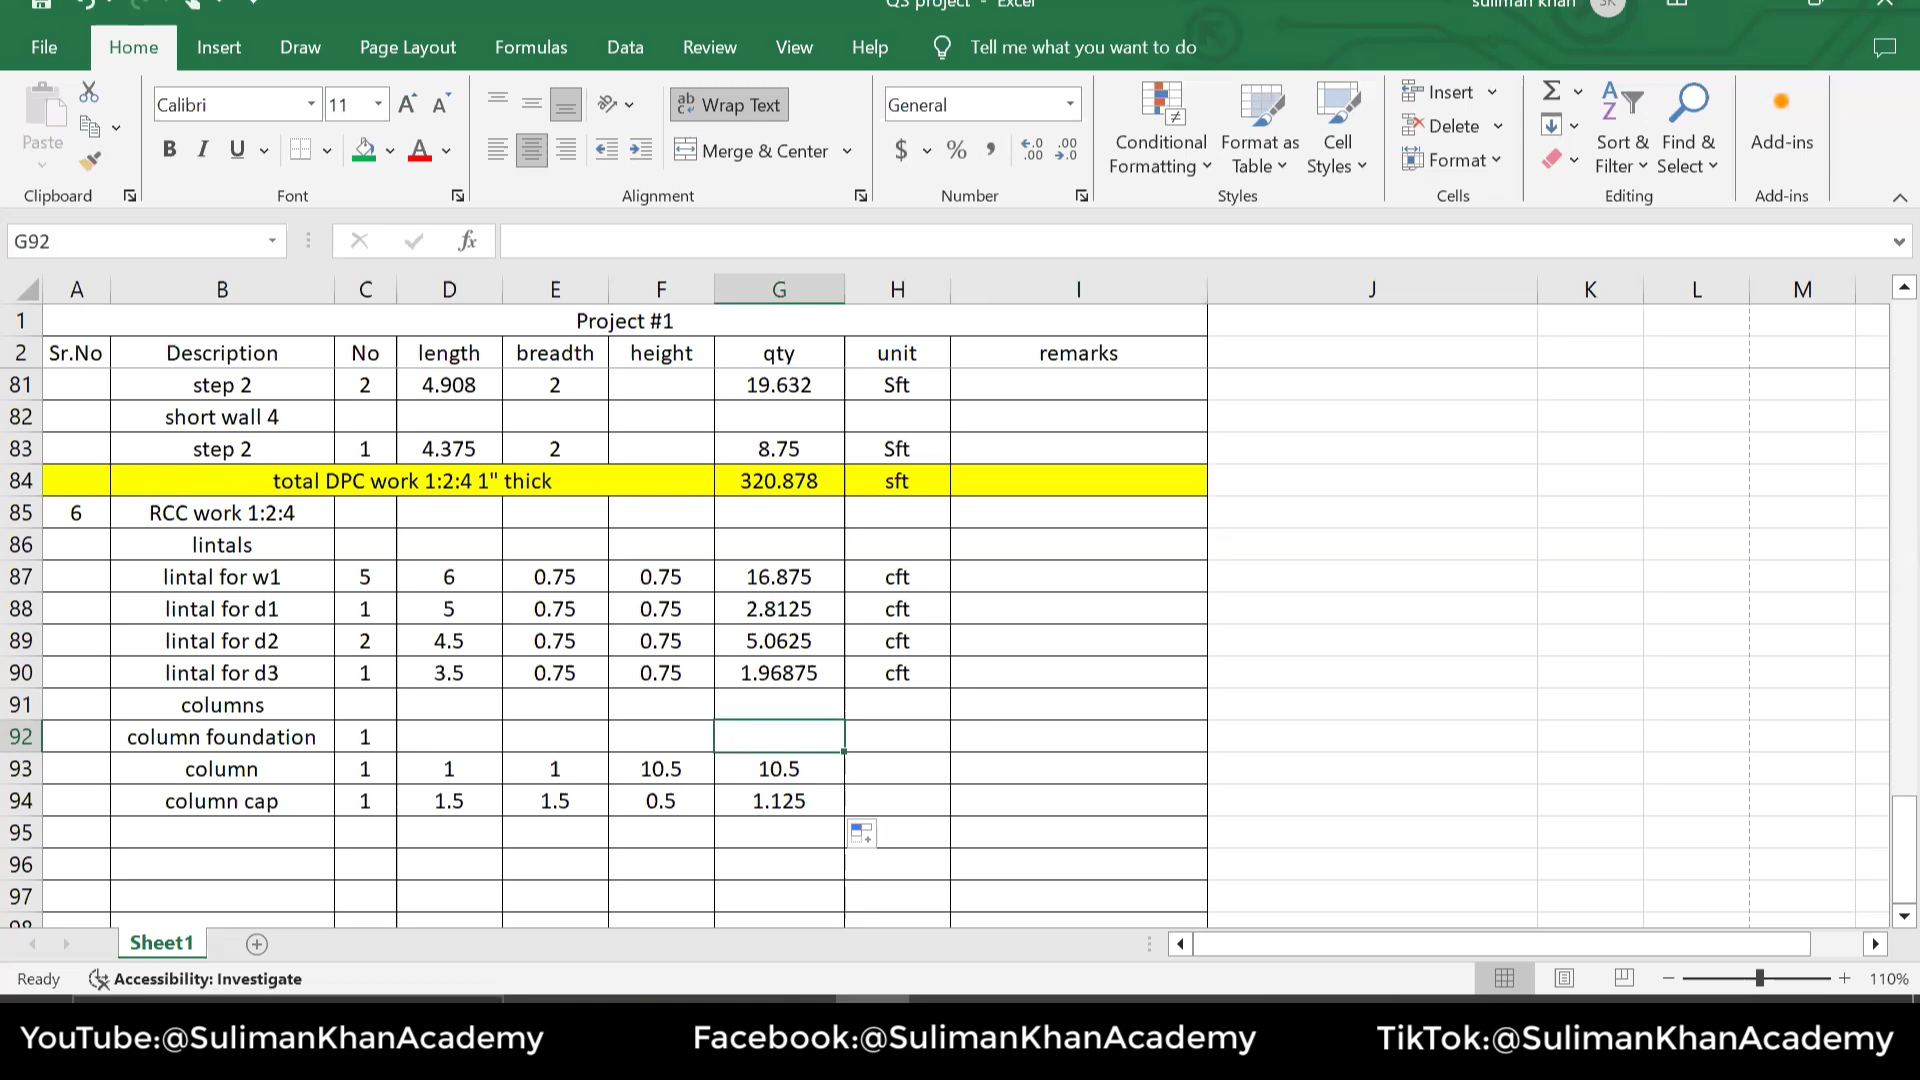 QS project - Excel
suliman khan
SK
File Home Insert Draw Page Layout Formulas Data Review View Help Tell me what you want to do
Paste
Clipboard
Calibri 11
B I U A
Font
Wrap Text
Merge & Center
Alignment
General
$ % 9
Number
Conditional Formatting
Format as Table
Cell Styles
Styles
Insert
Delete
Format
Cells
Sort & Filter
Find & Select
Editing
Add-ins
Add-ins
G92 fx
A B C D E F G H I J K L M
1 Project #1
2 Sr.No Description No length breadth height qty unit remarks
81 step 2 2 4.908 2 19.632 Sft
82 short wall 4
83 step 2 1 4.375 2 8.75 Sft
84 total DPC work 1:2:4 1" thick 320.878 sft
85 6 RCC work 1:2:4
86 lintals
87 lintal for w1 5 6 0.75 0.75 16.875 cft
88 lintal for d1 1 5 0.75 0.75 2.8125 cft
89 lintal for d2 2 4.5 0.75 0.75 5.0625 cft
90 lintal for d3 1 3.5 0.75 0.75 1.96875 cft
91 columns
92 column foundation 1
93 column 1 1 1 10.5 10.5
94 column cap 1 1.5 1.5 0.5 1.125
95
96
97
98
Sheet1
Ready Accessibility: Investigate 110%
YouTube:@SulimanKhanAcademy Facebook:@SulimanKhanAcademy TikTok:@SulimanKhanAcademy